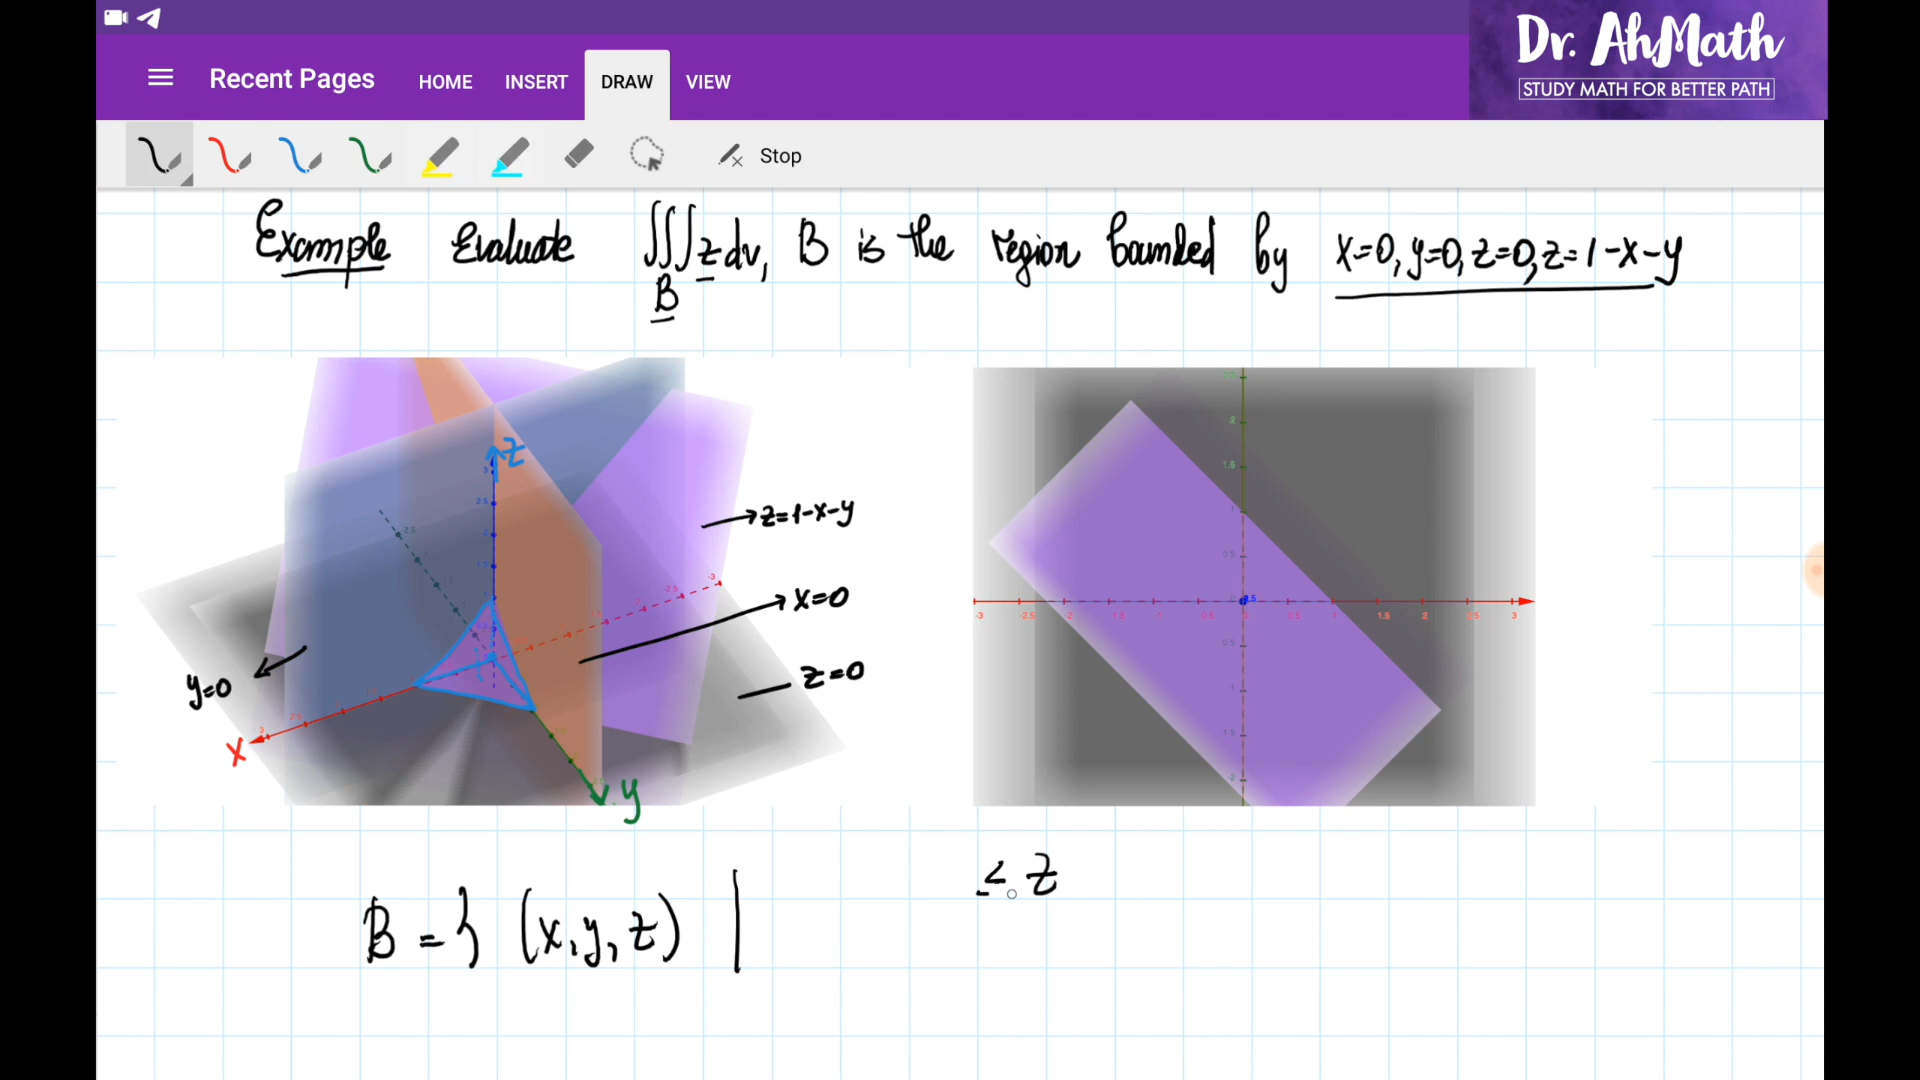 Dr. AhMath
STUDY MATH FOR BETTER PATH
Recent Pages HOME INSERT DRAW VIEW
Stop
Example Evaluate ∭ z dv, B is the region bounded by x=0, y=0, z=0, z=1-x-y
B
z
z=1-x-y
x=0
z=0
y=0
x
y
≤ z
B = { (x, y, z) |